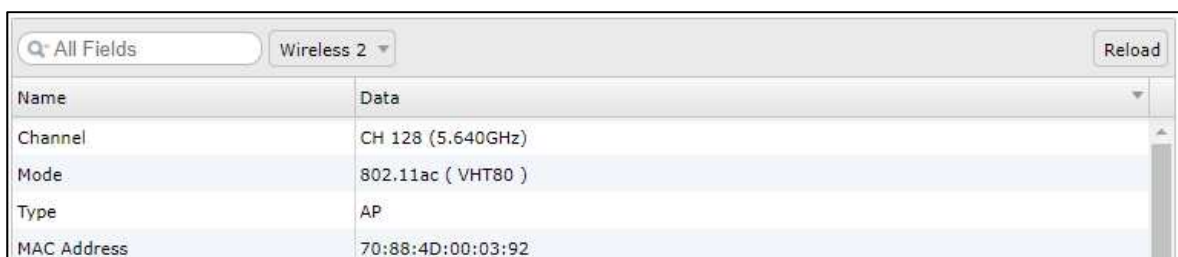 All Fields Wireless 2 Reload
Name Data
Channel CH 128 (5.640GHz)
Mode 802.11ac ( VHT80 )
Type AP
MAC Address 70:88:4D:00:03:92